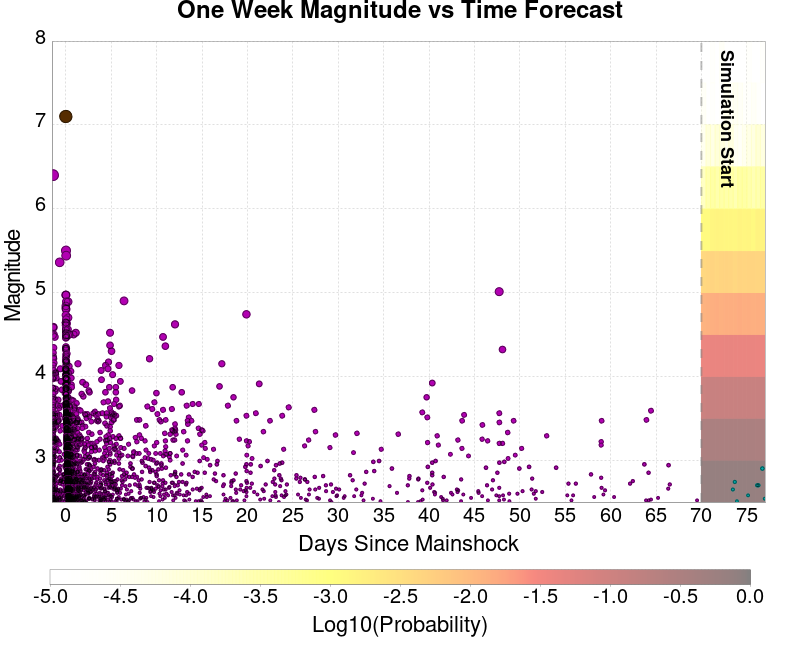 One Week Magnitude vs Time Forecast
8
7
6
5
4
3
Magnitude
Simulation Start
0 5 10 15 20 25 30 35 40 45 50 55 60 65 70 75
Days Since Mainshock
-5.0 -4.5 -4.0 -3.5 -3.0 -2.5 -2.0 -1.5 -1.0 -0.5 0.0
Log10(Probability)